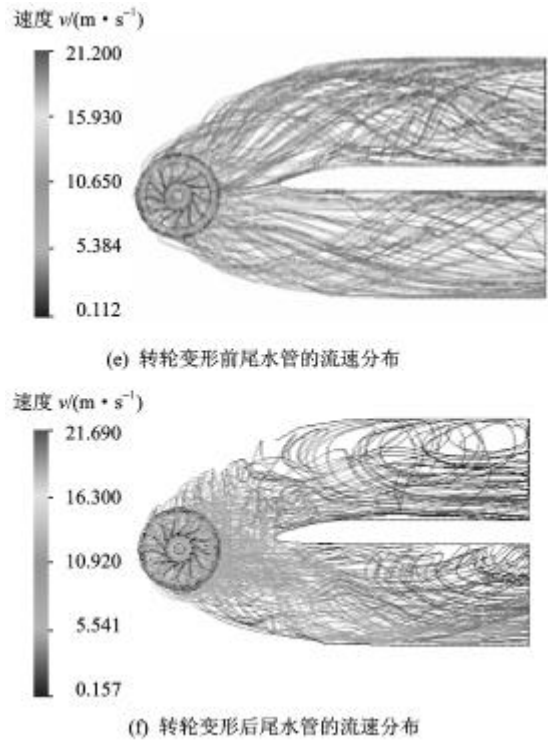 速度 v/(m·s⁻¹)
21.200
15.930
10.650
5.384
0.112
(e) 转轮变形前尾水管的流速分布
速度 v/(m·s⁻¹)
21.690
16.300
10.920
5.541
0.157
(f) 转轮变形后尾水管的流速分布